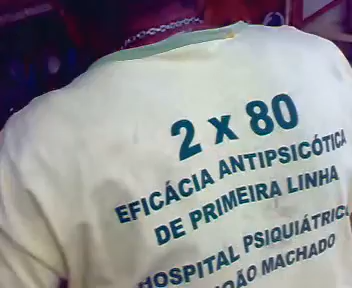 2 x 80
EFICÁCIA ANTIPSICÓTICA
DE PRIMEIRA LINHA
HOSPITAL PSIQUIÁTRICO
JOÃO MACHADO